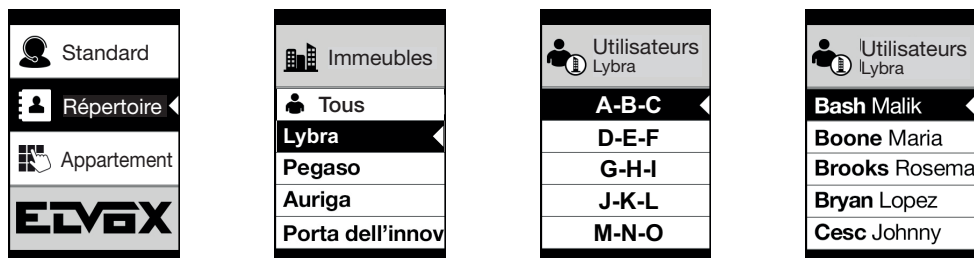 Standard
Répertoire
Appartement
ELVOX
Immeubles
Tous
Lybra
Pegaso
Auriga
Porta dell'innov
Utilisateurs
Lybra
A-B-C
D-E-F
G-H-I
J-K-L
M-N-O
Utilisateurs
Lybra
Bash Malik
Boone Maria
Brooks Rosema
Bryan Lopez
Cesc Johnny